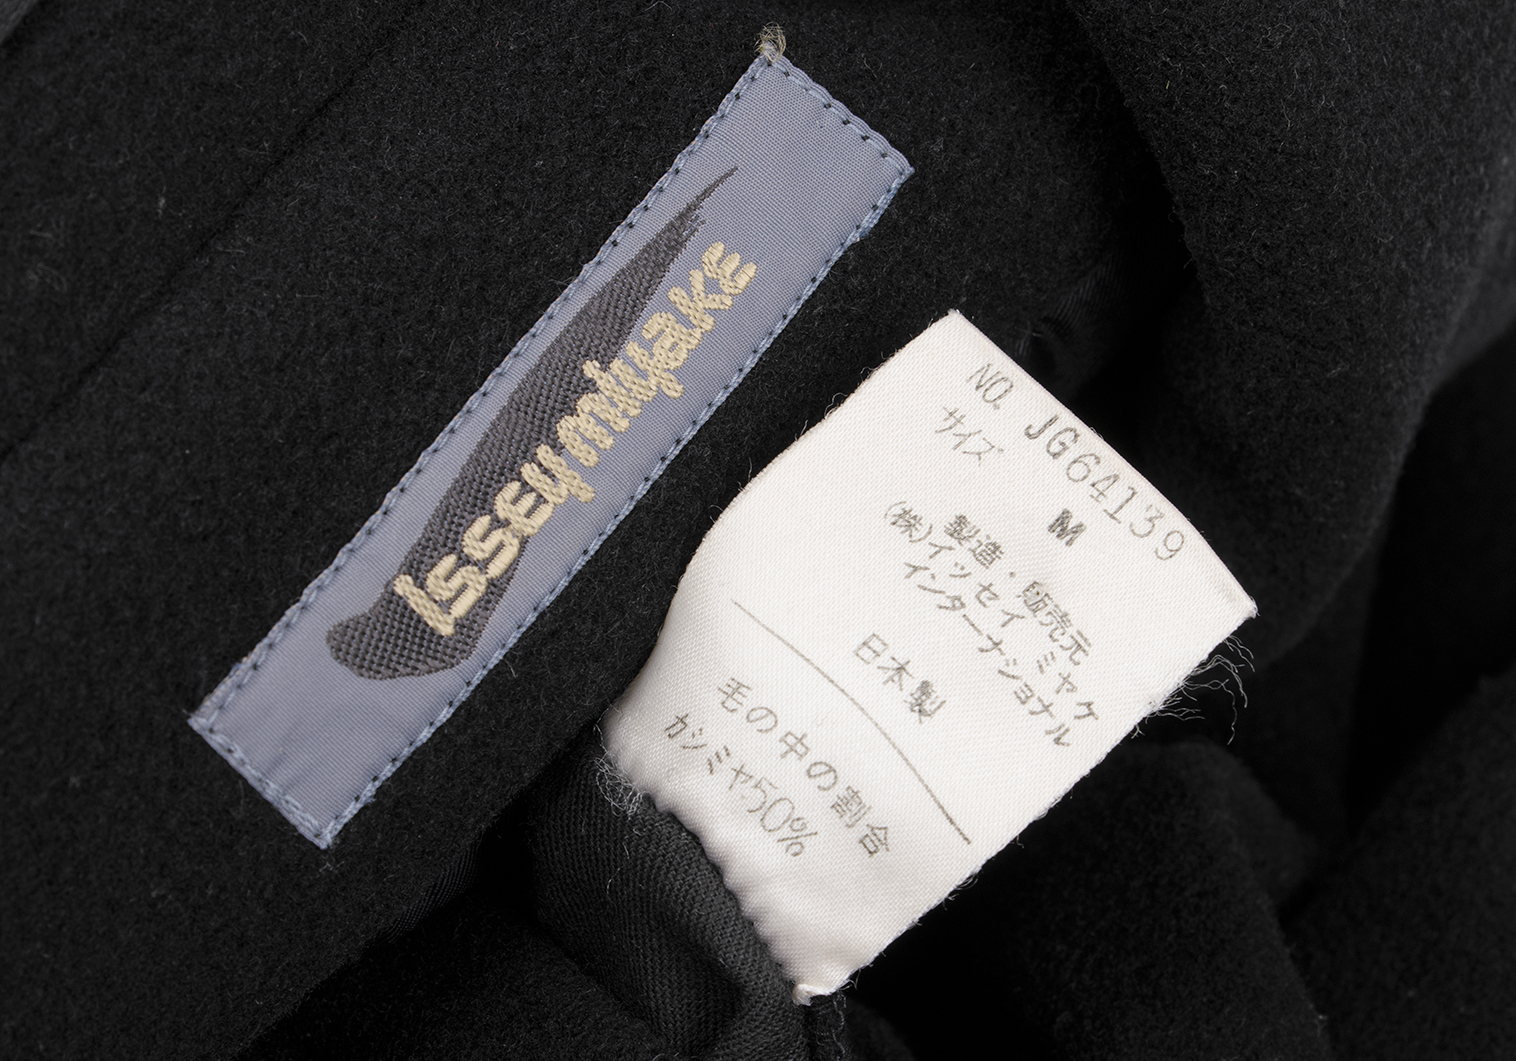 Issey miyake
NO. JG64139
サイズ M
製造・販売元
(株)イッセイ ミヤケ
インターナショナル
日本製
毛の中の割合
カシミヤ50%